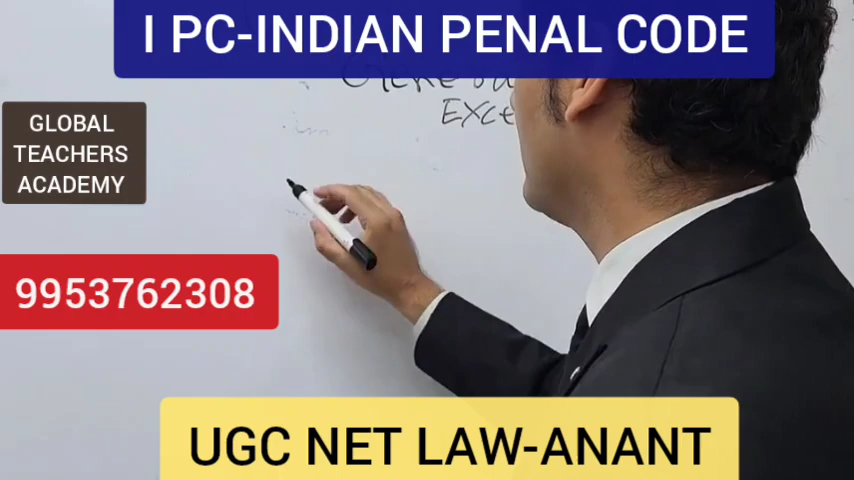 I PC-INDIAN PENAL CODE
GLOBAL
TEACHERS
ACADEMY
9953762308
UGC NET LAW-ANANT